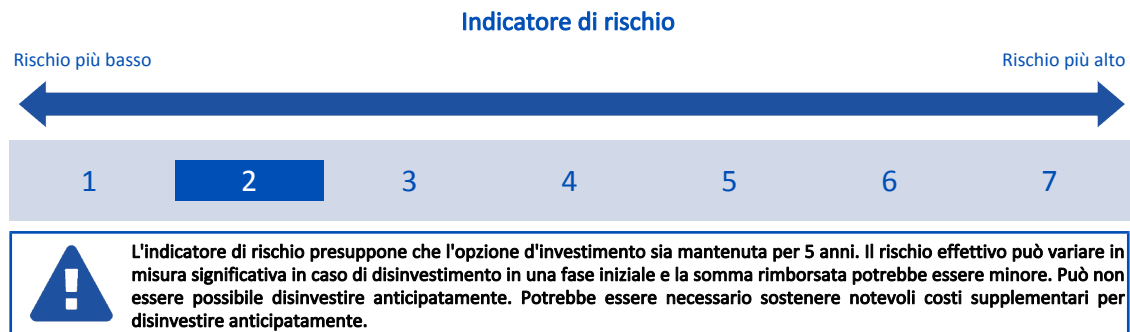 Indicatore di rischio
Rischio più basso
Rischio più alto
1 2 3 4 5 6 7
L'indicatore di rischio presuppone che l'opzione d'investimento sia mantenuta per 5 anni. Il rischio effettivo può variare in
misura significativa in caso di disinvestimento in una fase iniziale e la somma rimborsata potrebbe essere minore. Può non
essere possibile disinvestire anticipatamente. Potrebbe essere necessario sostenere notevoli costi supplementari per
disinvestire anticipatamente.